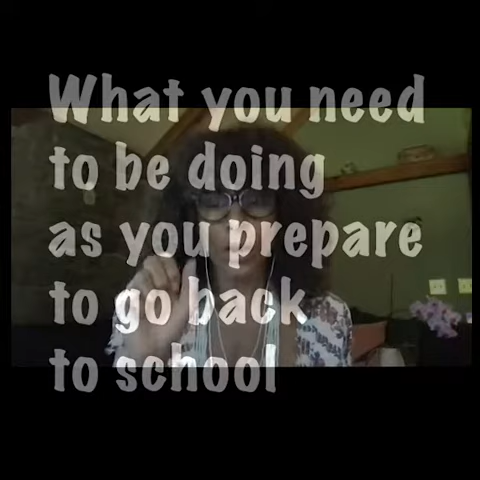 What you need
to be doing
as you prepare
to go back
to school